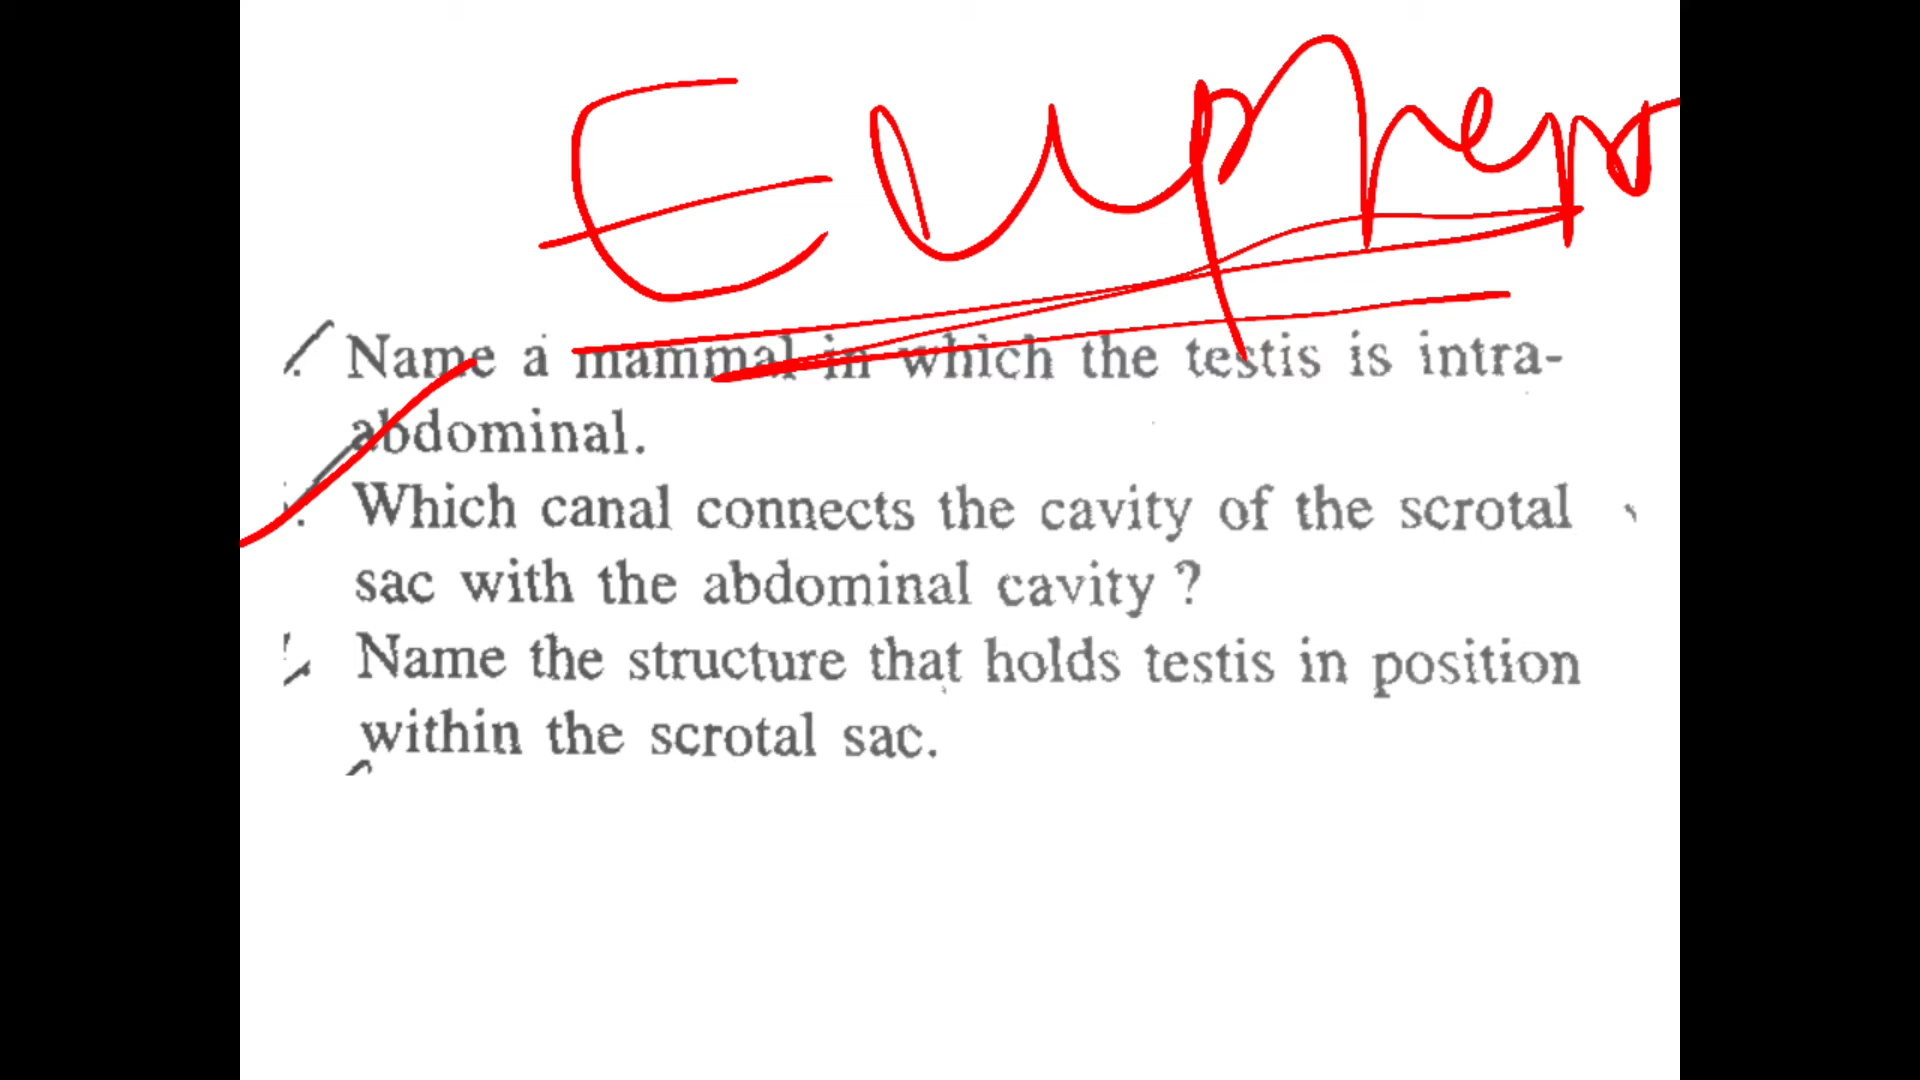 Name a mammal in which the testis is intra-
abdominal.
Which canal connects the cavity of the scrotal
sac with the abdominal cavity ?
Name the structure that holds testis in position
within the scrotal sac.